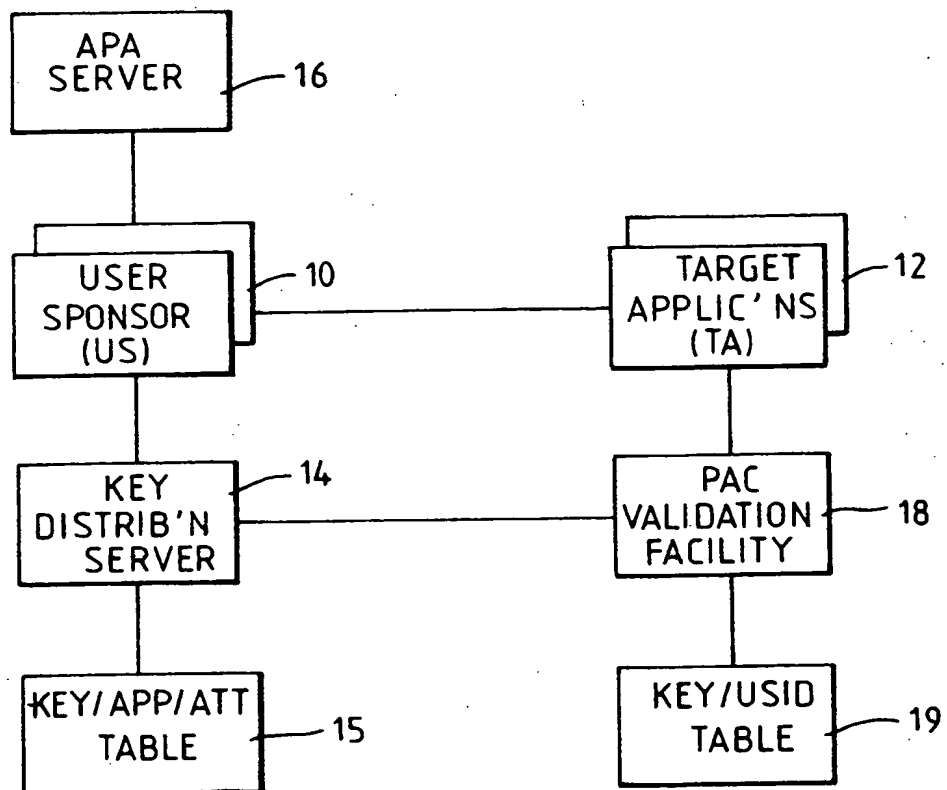 APA
SERVER
16
USER
SPONSOR
(US)
10
TARGET
APPLIC'NS
(TA)
12
KEY
DISTRIB'N
SERVER
14
PAC
VALIDATION
FACILITY
18
KEY/APP/ATT
TABLE
15
KEY/USID
TABLE
19